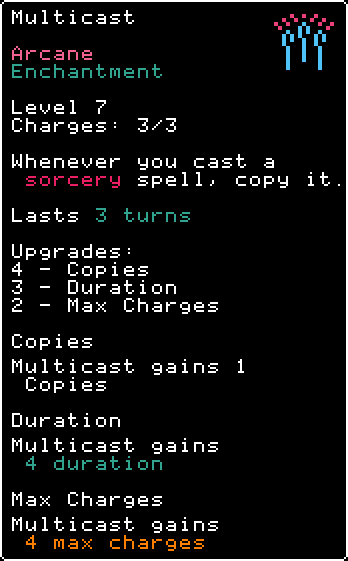 Multicast
Arcane
Enchantment
Level 7
Charges: 3/3
Whenever you cast a
sorcery spell, copy it.
Lasts 3 turns
Upgrades:
4 - Copies
3 - Duration
2 - Max Charges
Copies
Multicast gains 1
Copies
Duration
Multicast gains
4 duration
Max Charges
Multicast gains
4 max charges